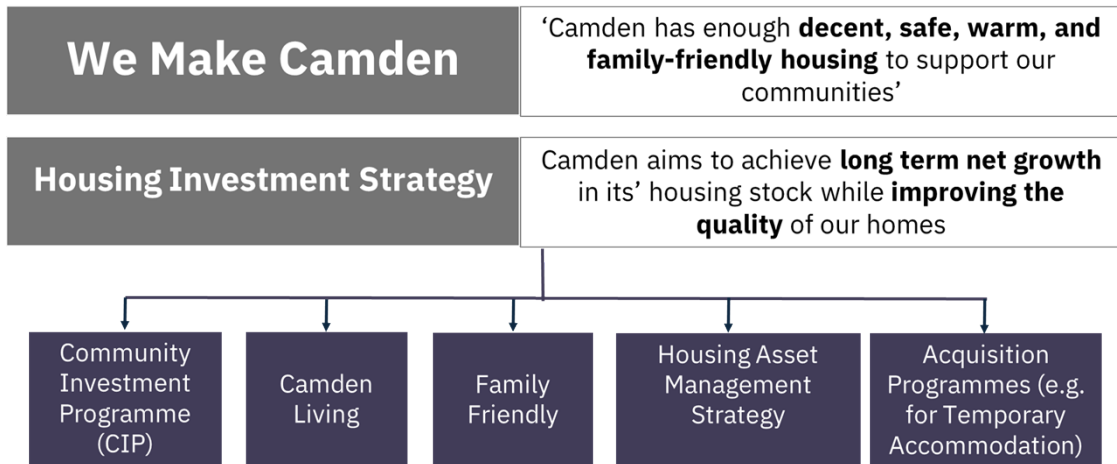 We Make Camden
‘Camden has enough decent, safe, warm, and
family-friendly housing to support our
communities’
Housing Investment Strategy
Camden aims to achieve long term net growth
in its’ housing stock while improving the
quality of our homes
Community
Investment
Programme
(CIP)
Camden
Living
Family
Friendly
Housing Asset
Management
Strategy
Acquisition
Programmes (e.g.
for Temporary
Accommodation)